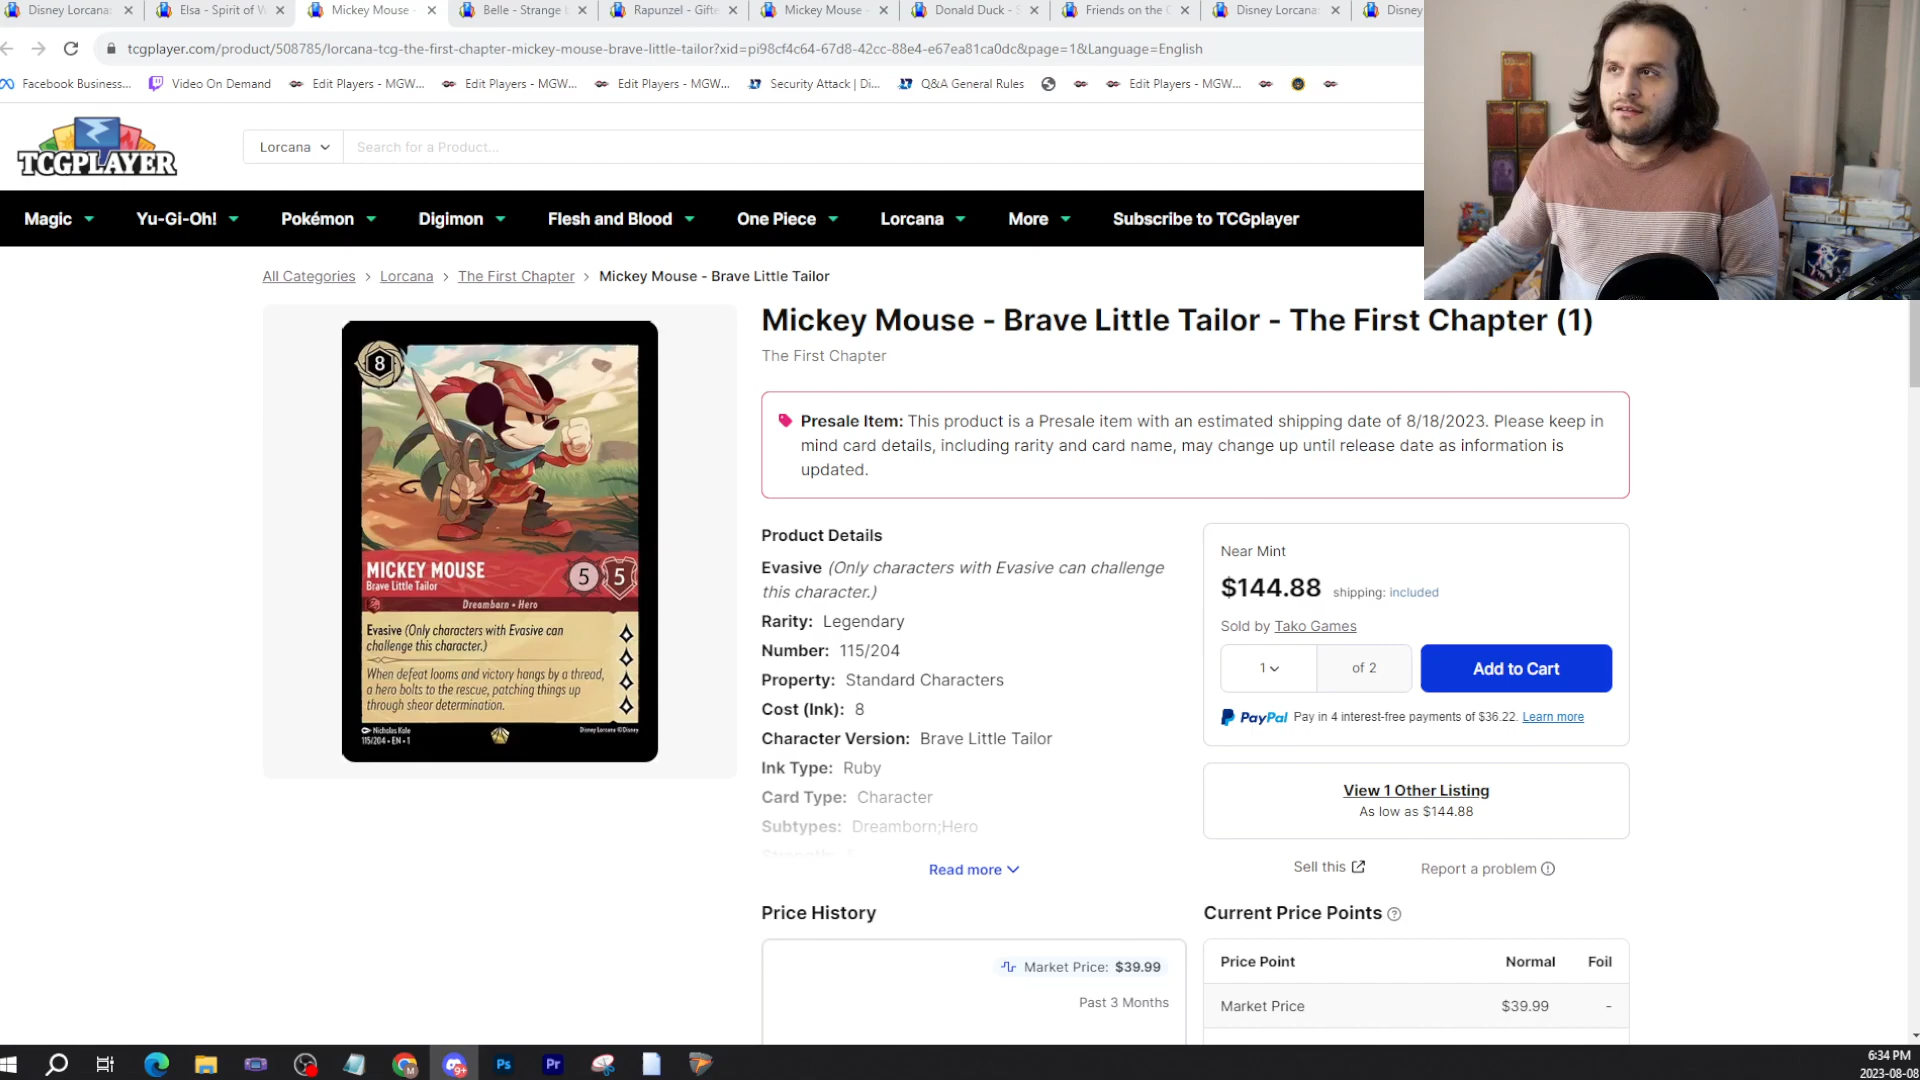 Disney Lorcana:
Elsa - Spirit of W
Mickey Mouse -
Belle - Strange b
Rapunzel - Gifte
Mickey Mouse -
Donald Duck - S
Friends on the O
Disney Lorcana:
Disney
tcgplayer.com/product/508785/lorcana-tcg-the-first-chapter-mickey-mouse-brave-little-tailor?xid=pi98cf4c64-67d8-42cc-88e4-e67ea81ca0dc&page=1&Language=English
Facebook Business...
Video On Demand
Edit Players - MGW...
Edit Players - MGW...
Edit Players - MGW...
Security Attack | Di...
Q&A General Rules
Edit Players - MGW...
TCGPLAYER
Lorcana
Search for a Product...
Magic
Yu-Gi-Oh!
Pokémon
Digimon
Flesh and Blood
One Piece
Lorcana
More
Subscribe to TCGplayer
All Categories > Lorcana > The First Chapter > Mickey Mouse - Brave Little Tailor
8
MICKEY MOUSE
Brave Little Tailor
5
5
Dreamborn • Hero
Evasive (Only characters with Evasive can
challenge this character.)
When defeat looms and victory hangs by a thread,
a hero bolts to the rescue, patching things up
through shear determination.
Nicholas Kole
115/204 • EN • 1
Disney Lorcana ©Disney
Mickey Mouse - Brave Little Tailor - The First Chapter (1)
The First Chapter
Presale Item: This product is a Presale item with an estimated shipping date of 8/18/2023. Please keep in
mind card details, including rarity and card name, may change up until release date as information is
updated.
Product Details
Evasive (Only characters with Evasive can challenge
this character.)
Rarity: Legendary
Number: 115/204
Property: Standard Characters
Cost (Ink): 8
Character Version: Brave Little Tailor
Ink Type: Ruby
Card Type: Character
Subtypes: Dreamborn;Hero
Strength: 5
Read more
Near Mint
$144.88 shipping: included
Sold by Tako Games
1
of 2
Add to Cart
PayPal Pay in 4 interest-free payments of $36.22. Learn more
View 1 Other Listing
As low as $144.88
Sell this
Report a problem
Price History
Market Price: $39.99
Past 3 Months
Current Price Points
Price Point Normal Foil
Market Price $39.99 -
9+
M
Ps
Pr
6:34 PM
2023-08-08